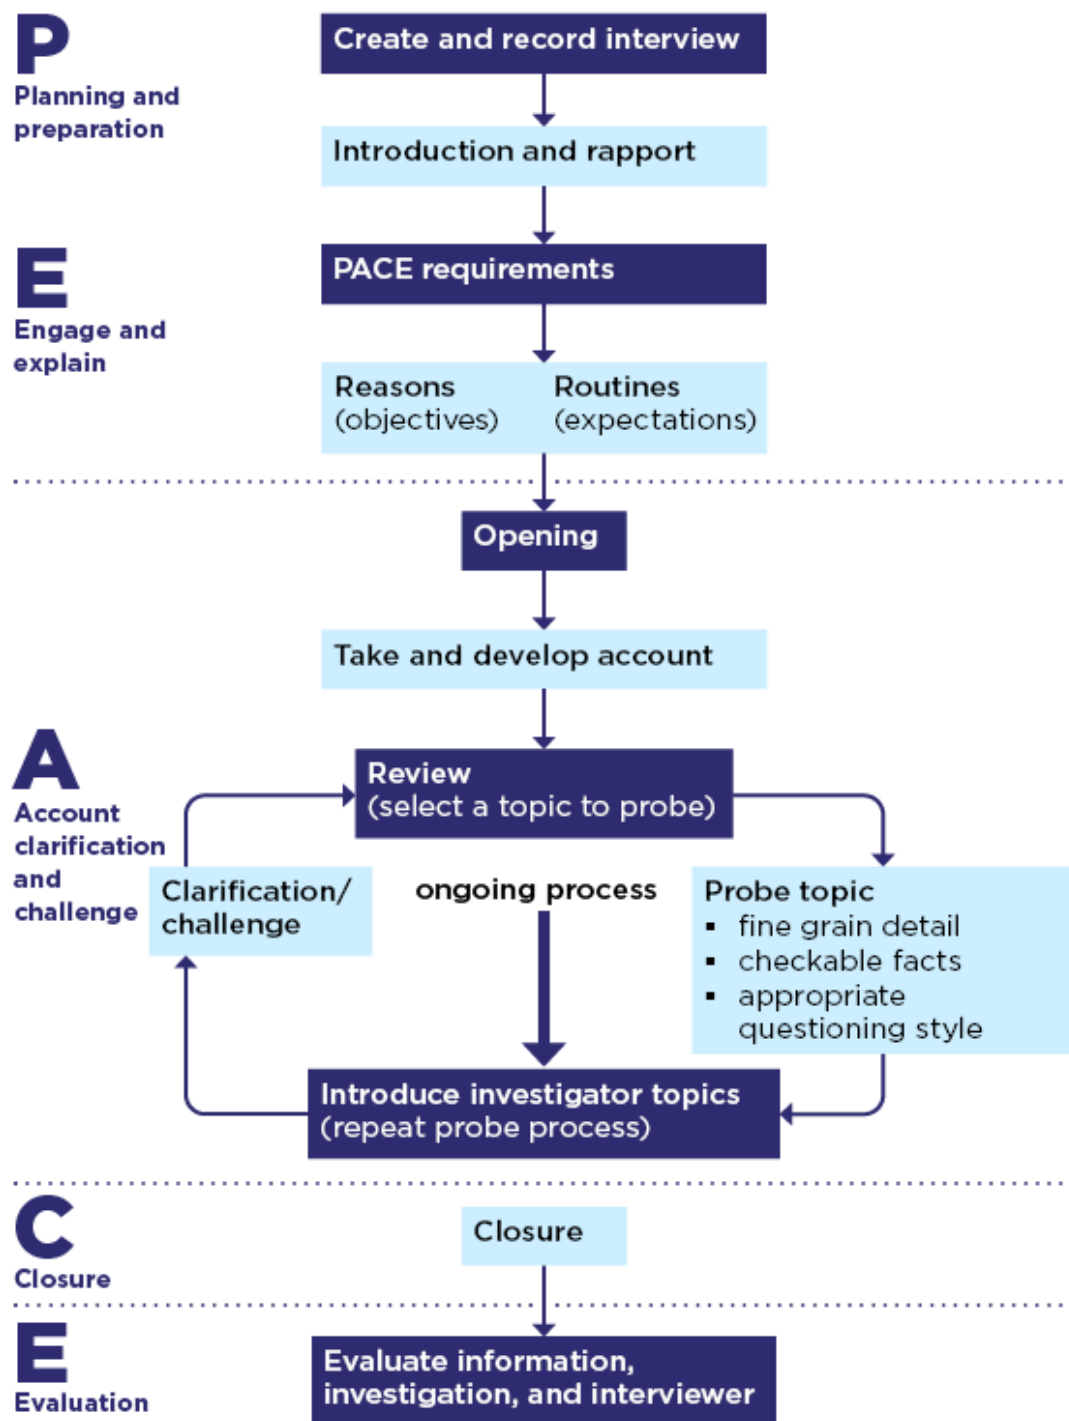 P
Planning and
preparation
Create and record interview
Introduction and rapport
E
Engage and
explain
PACE requirements
Reasons
(objectives)
Routines
(expectations)
Opening
Take and develop account
A
Account
clarification
and
challenge
Review
(select a topic to probe)
Clarification/
challenge
ongoing process
Probe topic
▪ fine grain detail
▪ checkable facts
▪ appropriate
questioning style
Introduce investigator topics
(repeat probe process)
C
Closure
Closure
E
Evaluation
Evaluate information,
investigation, and interviewer